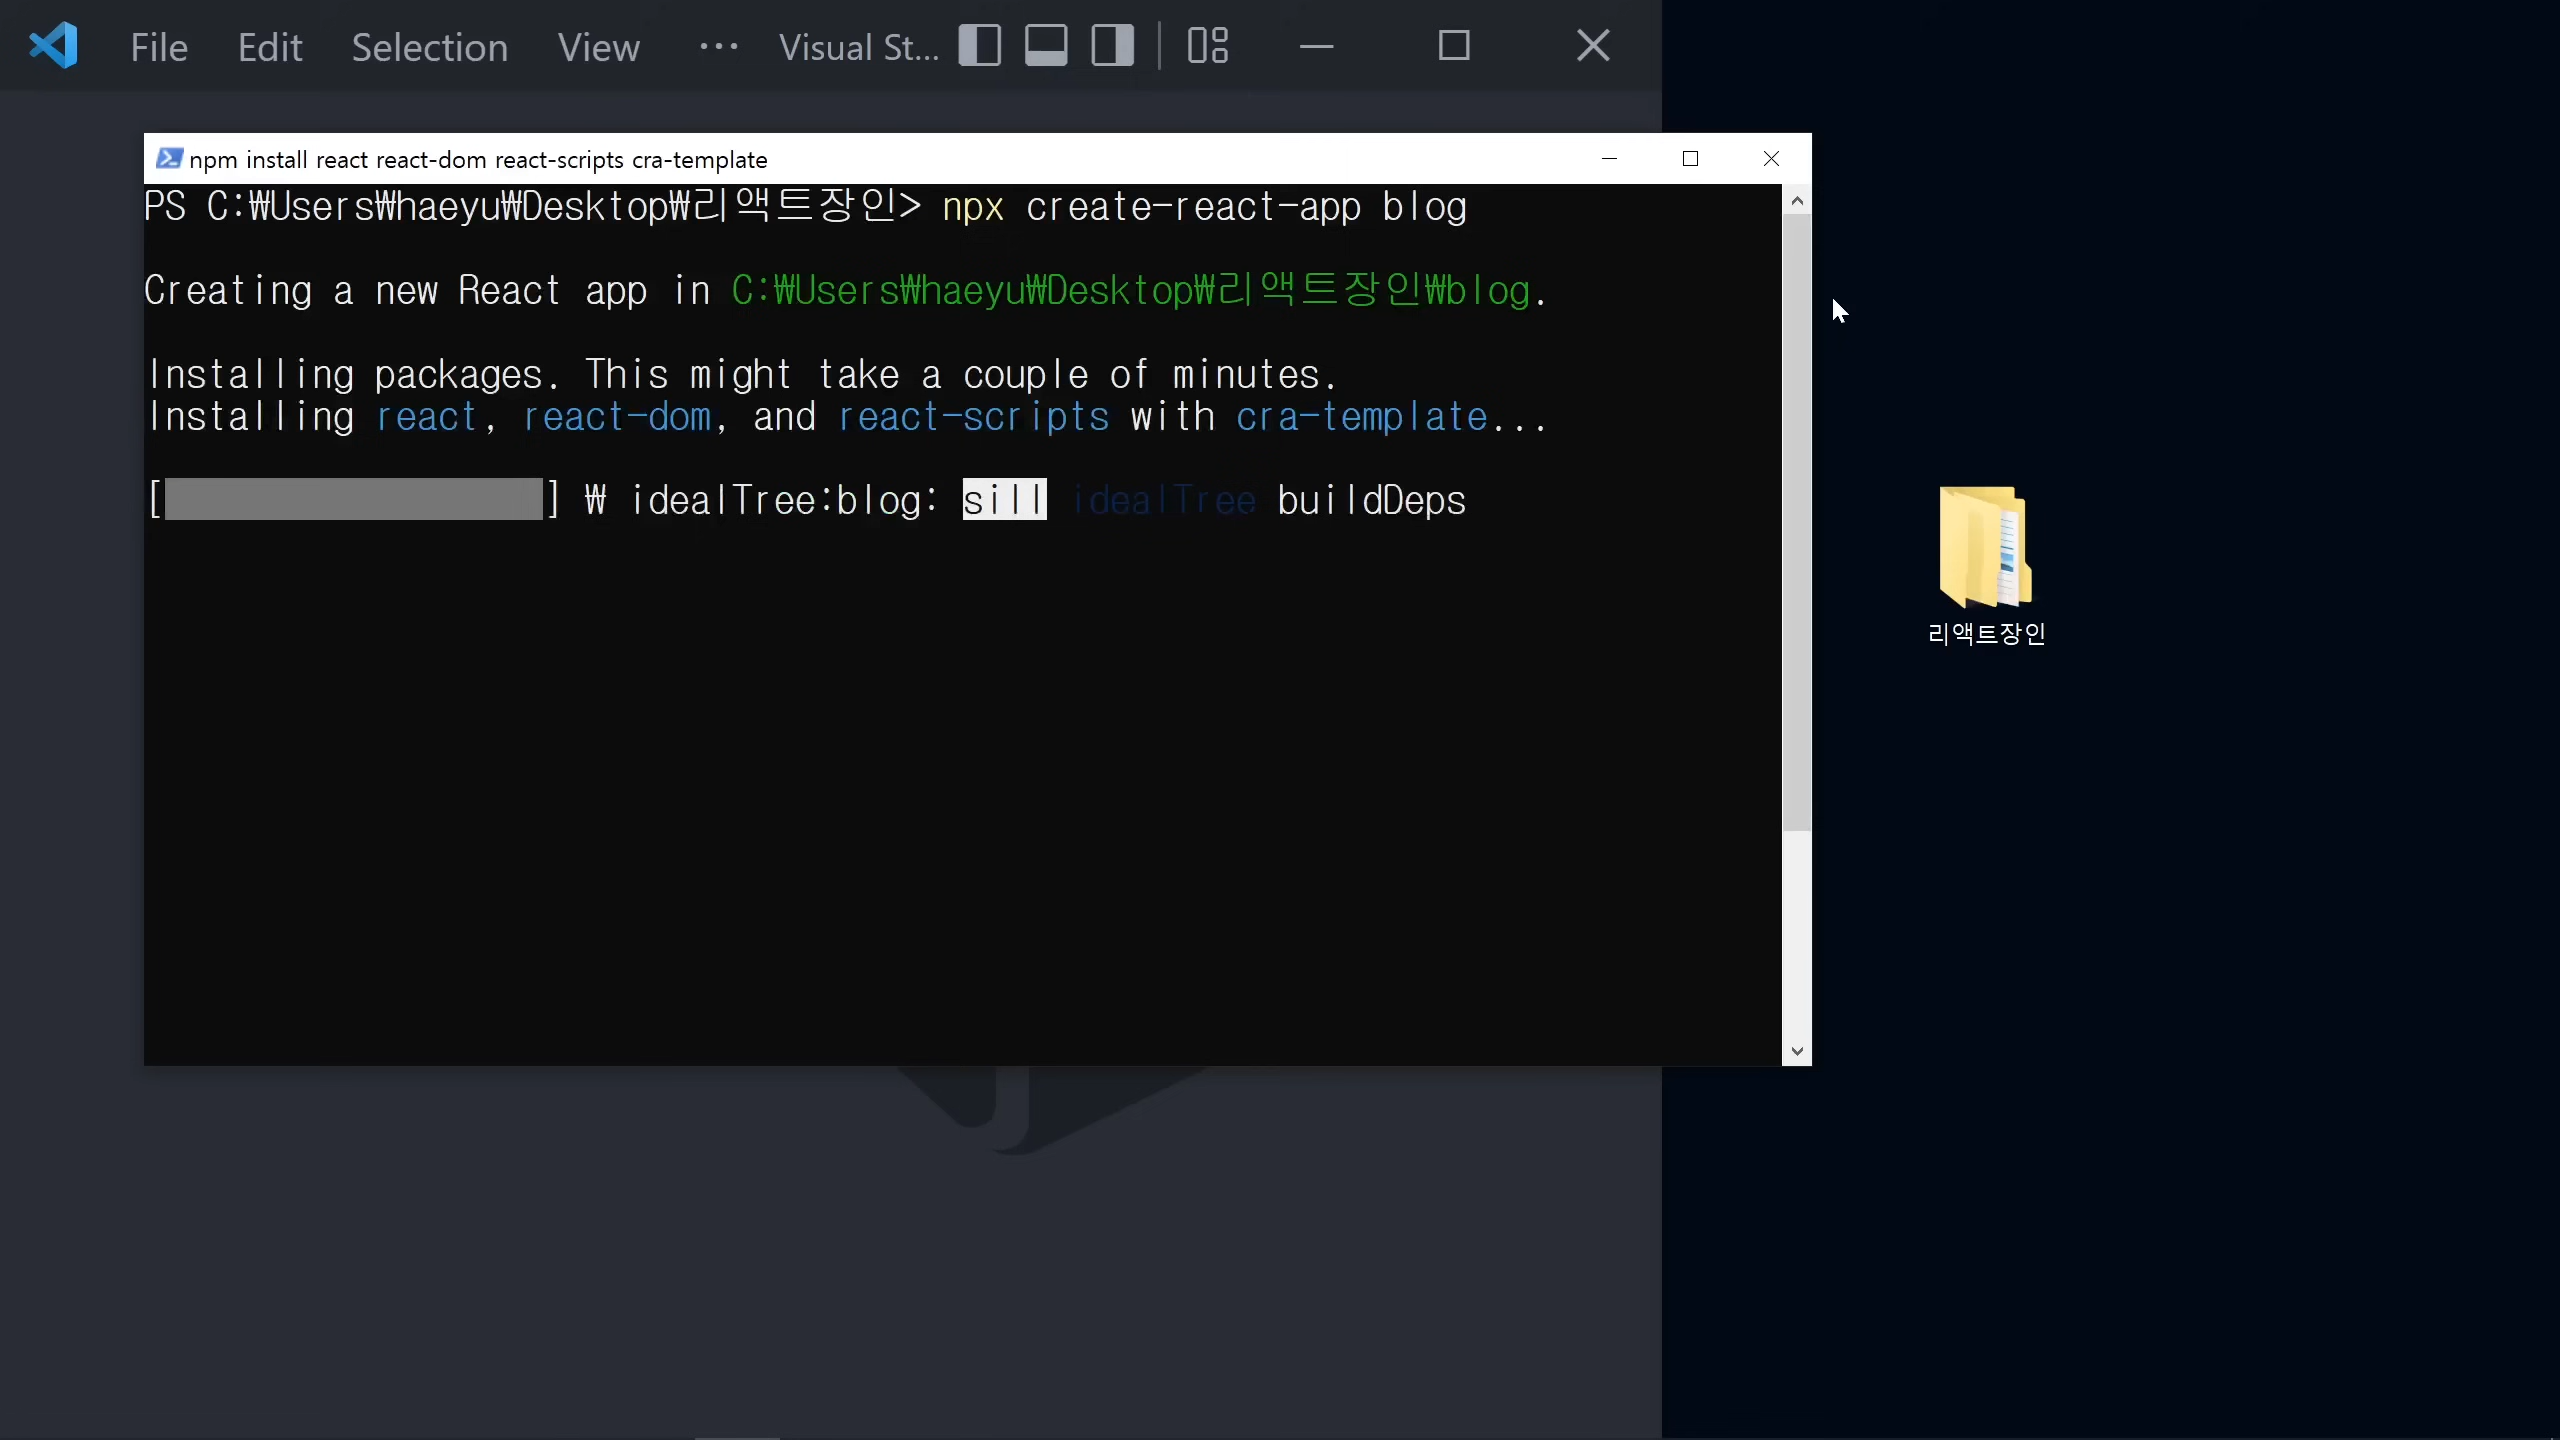 File Edit Selection View ... Visual St...
npm install react react-dom react-scripts cra-template
PS C:₩Users₩haeyu₩Desktop₩리액트장인> npx create-react-app blog
Creating a new React app in C:₩Users₩haeyu₩Desktop₩리액트장인₩blog.
Installing packages. This might take a couple of minutes.
Installing react, react-dom, and react-scripts with cra-template...
[                  ] ₩ idealTree:blog: sill idealTree buildDeps
리액트장인